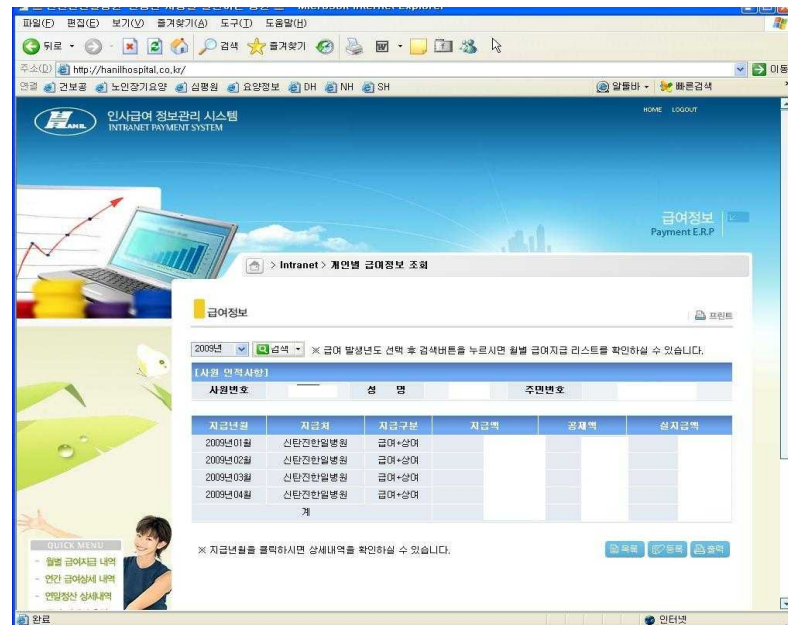 Microsoft Internet Explorer
파일(F) 편집(E) 보기(V) 즐겨찾기(A) 도구(T) 도움말(H)
뒤로 검색 즐겨찾기
주소(D) http://hanilhospital.co.kr/ 이동
연결 건보공 노인장기요양 심평원 요양정보 DH NH SH 알툴바 빠른검색
HANIL 인사급여 정보관리 시스템
INTRANET PAYMENT SYSTEM
HOME LOGOUT
급여정보
Payment E.R.P
> Intranet > 개인별 급여정보 조회
급여정보
프린트
2009년 검색 ※ 급여 발생년도 선택 후 검색버튼을 누르시면 월별 급여지급 리스트를 확인하실 수 있습니다.
[사원 인적사항]
사원번호 성 명 주민번호
지급년월 지급처 지급구분 지급액 공제액 실지급액
2009년01월 신탄진한일병원 급여+상여
2009년02월 신탄진한일병원 급여+상여
2009년03월 신탄진한일병원 급여+상여
2009년04월 신탄진한일병원 급여+상여
계
※ 지급년월을 클릭하시면 상세내역을 확인하실 수 있습니다.
목록 등록 출력
QUICK MENU
- 월별 급여지급 내역
- 연간 급여상세 내역
- 연말정산 상세내역
완료 인터넷